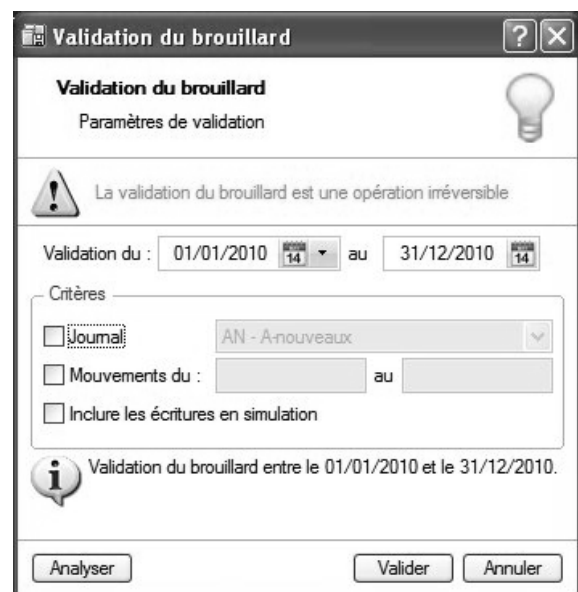 Validation du brouillard
Validation du brouillard
Paramètres de validation
La validation du brouillard est une opération irréversible
Validation du : 01/01/2010 14 au 31/12/2010 14
Critères
Journal AN - A-nouveaux
Mouvements du : au
Inclure les écritures en simulation
Validation du brouillard entre le 01/01/2010 et le 31/12/2010.
Analyser Valider Annuler